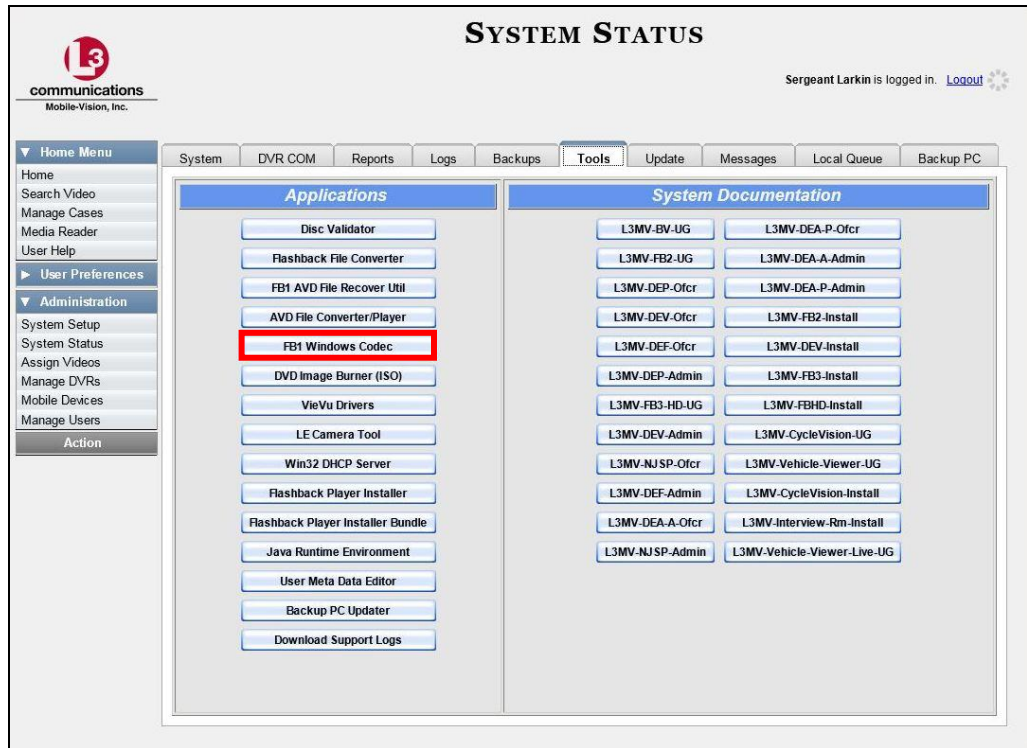 SYSTEM STATUS
L3
communications
Mobile-Vision, Inc.
Sergeant Larkin is logged in. Logout
Home Menu
Home
Search Video
Manage Cases
Media Reader
User Help
User Preferences
Administration
System Setup
System Status
Assign Videos
Manage DVRs
Mobile Devices
Manage Users
Action
System DVR COM Reports Logs Backups Tools Update Messages Local Queue Backup PC
Applications
Disc Validator
Flashback File Converter
FB1 AVD File Recover Util
AVD File Converter/Player
FB1 Windows Codec
DVD Image Burner (ISO)
VieVu Drivers
LE Camera Tool
Win32 DHCP Server
Flashback Player Installer
Flashback Player Installer Bundle
Java Runtime Environment
User Meta Data Editor
Backup PC Updater
Download Support Logs
System Documentation
L3MV-BV-UG L3MV-DEA-P-Ofcr
L3MV-FB2-UG L3MV-DEA-A-Admin
L3MV-DEP-Ofcr L3MV-DEA-P-Admin
L3MV-DEV-Ofcr L3MV-FB2-Install
L3MV-DEF-Ofcr L3MV-DEV-Install
L3MV-DEP-Admin L3MV-FB3-Install
L3MV-FB3-HD-UG L3MV-FBHD-Install
L3MV-DEV-Admin L3MV-CycleVision-UG
L3MV-NJSP-Ofcr L3MV-Vehicle-Viewer-UG
L3MV-DEF-Admin L3MV-CycleVision-Install
L3MV-DEA-A-Ofcr L3MV-Interview-Rm-Install
L3MV-NJSP-Admin L3MV-Vehicle-Viewer-Live-UG